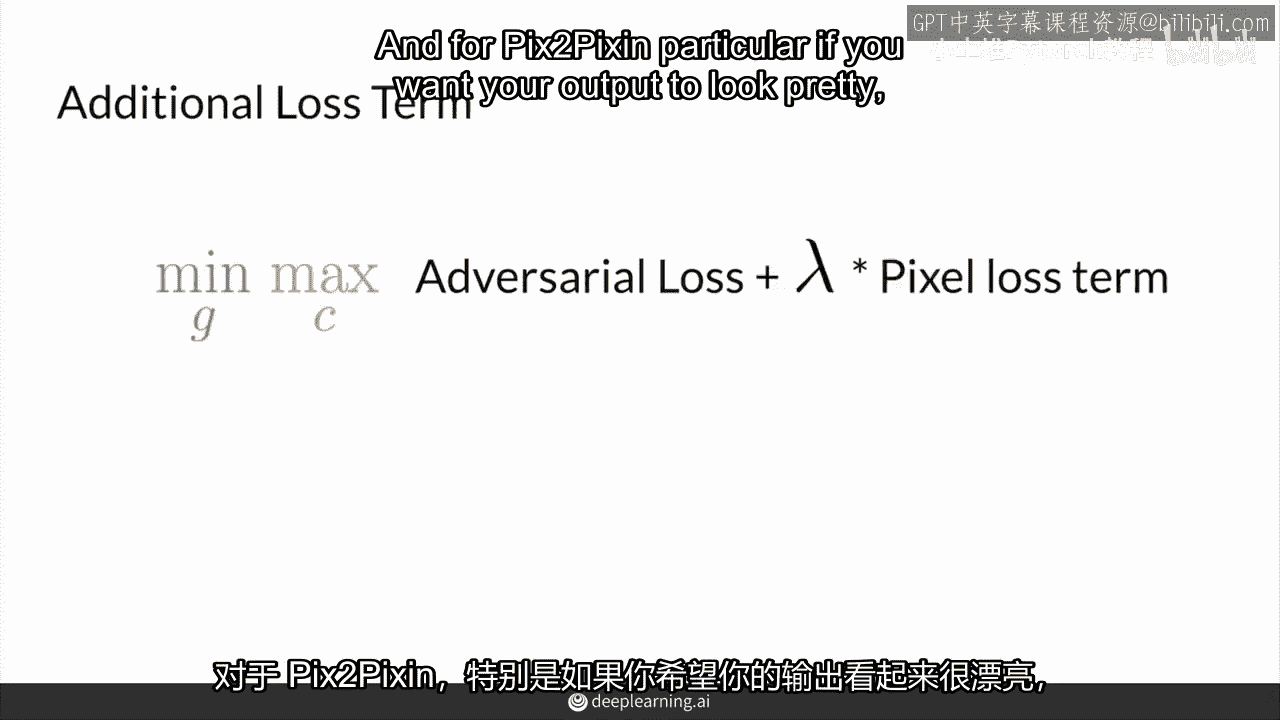 GPT中英字幕课程资源@bilibili.com
And for Pix2Pixin particular if you
want your output to look pretty,
Additional Loss Term
min max Adversarial Loss + λ * Pixel loss term
g c
对于 Pix2Pixin，特别是如果你希望你的输出看起来很漂亮，
deeplearning.ai